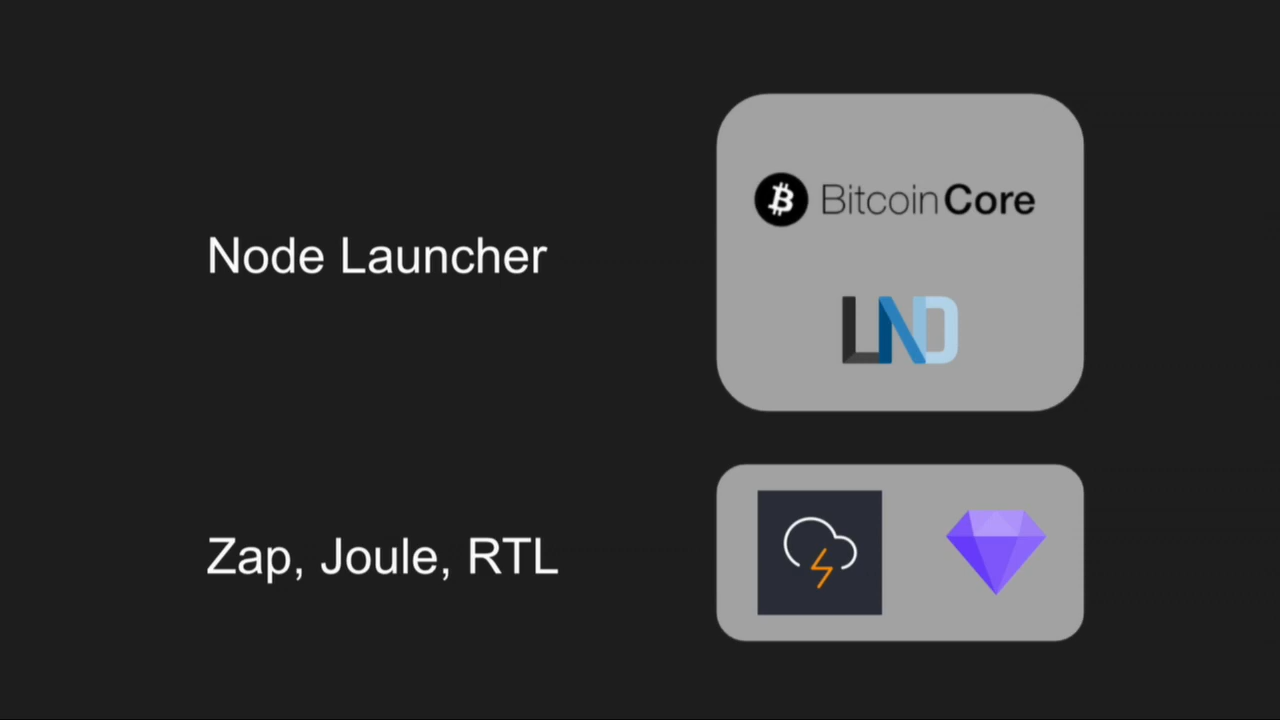 Node Launcher
Bitcoin Core
LND
Zap, Joule, RTL